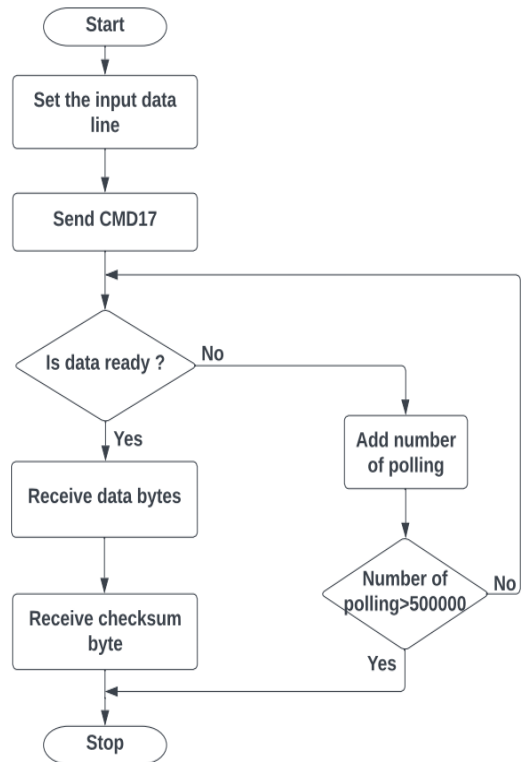 Start
Set the input data
line
Send CMD17
Is data ready ?
No
Yes
Add number
of polling
Receive data bytes
Number of
polling>500000
No
Yes
Receive checksum
byte
Stop